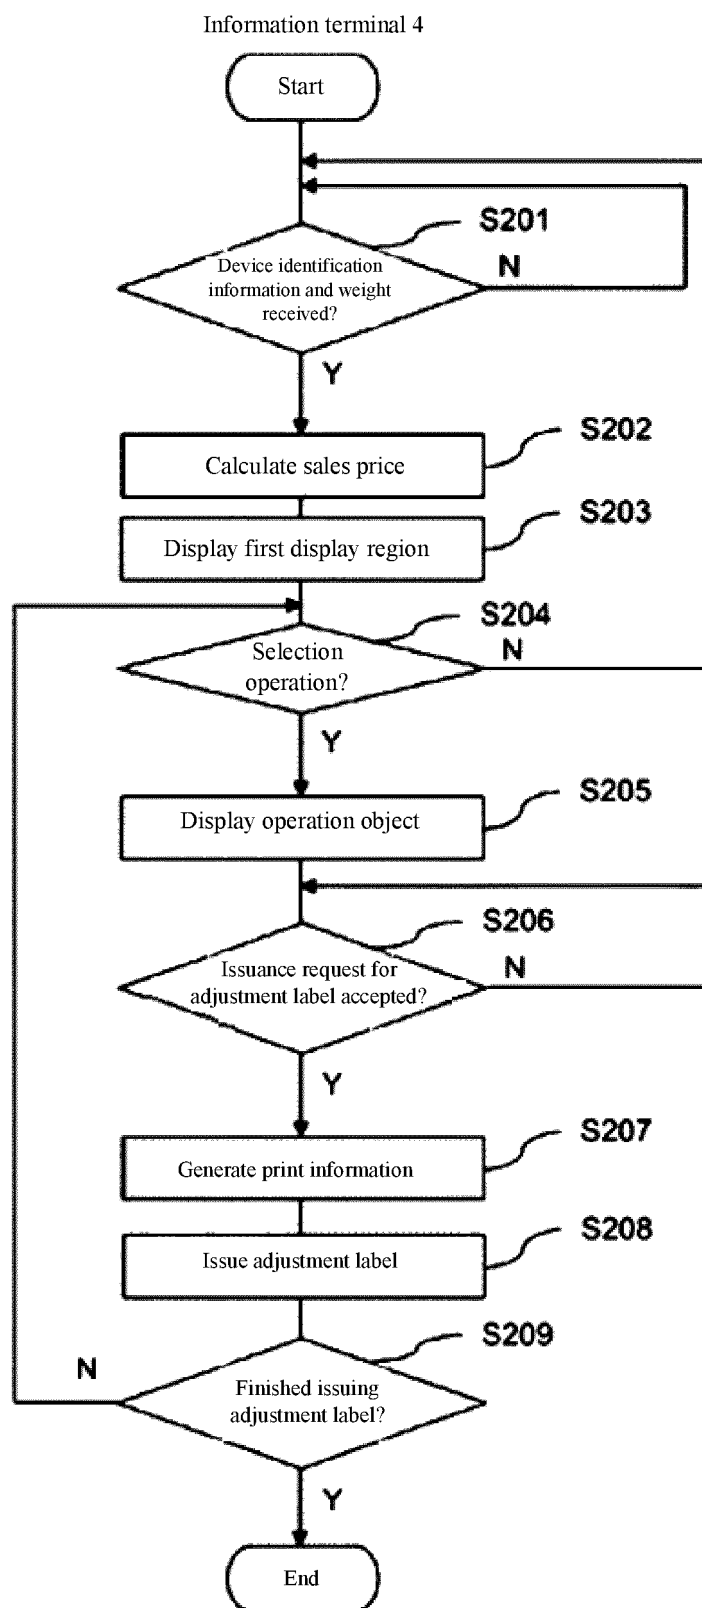 Information terminal 4
Start
S201
Device identification
information and weight
received?
N
Y
S202
Calculate sales price
S203
Display first display region
S204
Selection
operation?
N
Y
S205
Display operation object
S206
Issuance request for
adjustment label accepted?
N
Y
S207
Generate print information
S208
Issue adjustment label
S209
N
Finished issuing
adjustment label?
Y
End